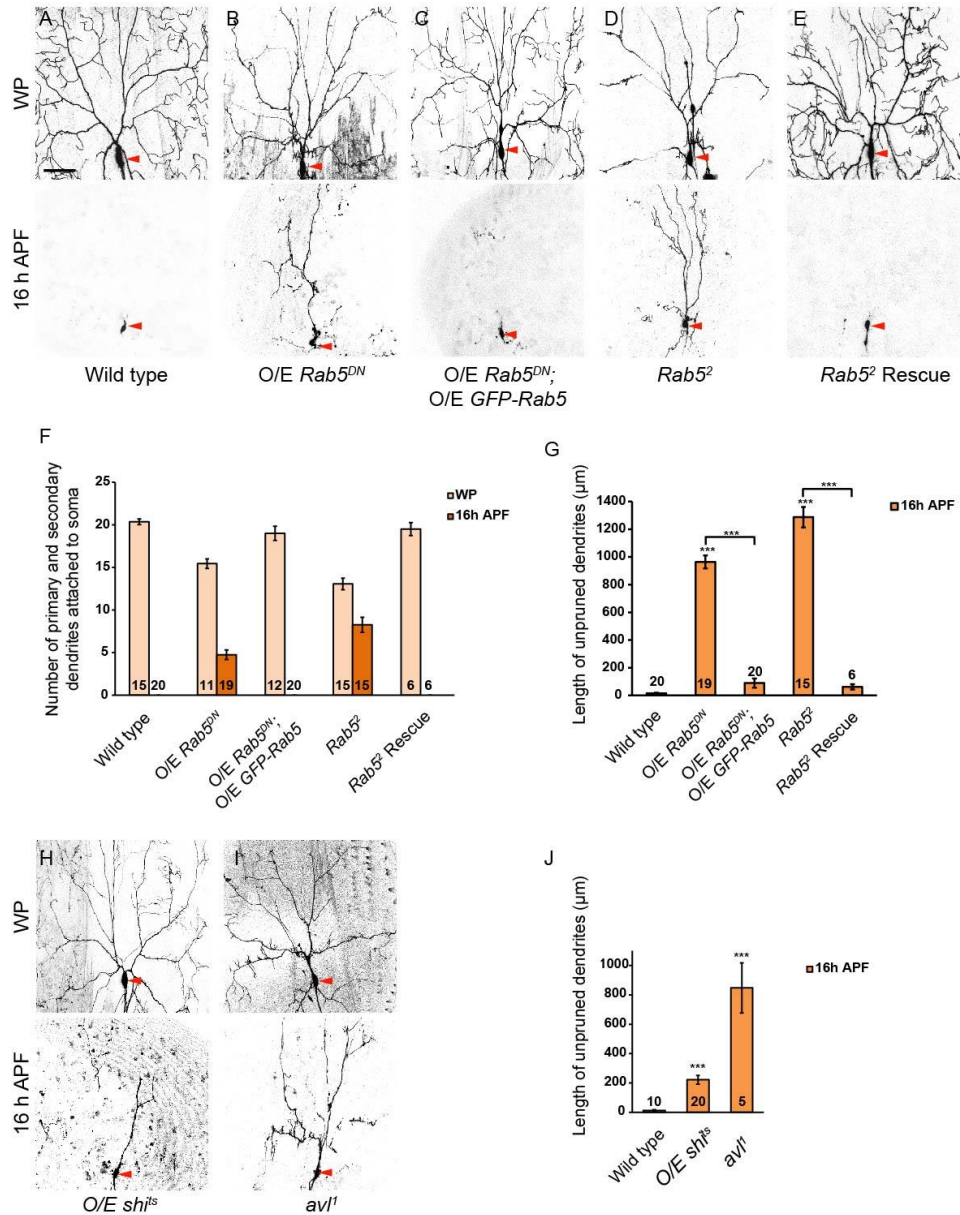 A B C D E
WP
16 h APF
Wild type
O/E Rab5DN
O/E Rab5DN;
O/E GFP-Rab5
Rab52
Rab52 Rescue
F
Number of primary and secondary
dendrites attached to soma
25
20
15
10
5
0
WP
16h APF
15 20 11 19 12 20 15 15 6 6
Wild type
O/E Rab5DN
O/E Rab5DN;
O/E GFP-Rab5
Rab52
Rab52 Rescue
G
Length of unpruned dendrites (µm)
1400
1200
1000
800
600
400
200
0
***
***
***
***
16h APF
20 19 20 15 6
Wild type
O/E Rab5DN
O/E Rab5DN;
O/E GFP-Rab5
Rab52
Rab52 Rescue
H I
WP
16 h APF
O/E shits
avl1
J
Length of unpruned dendrites (µm)
1000
800
600
400
200
0
***
***
16h APF
10 20 5
Wild type
O/E shits
avl1